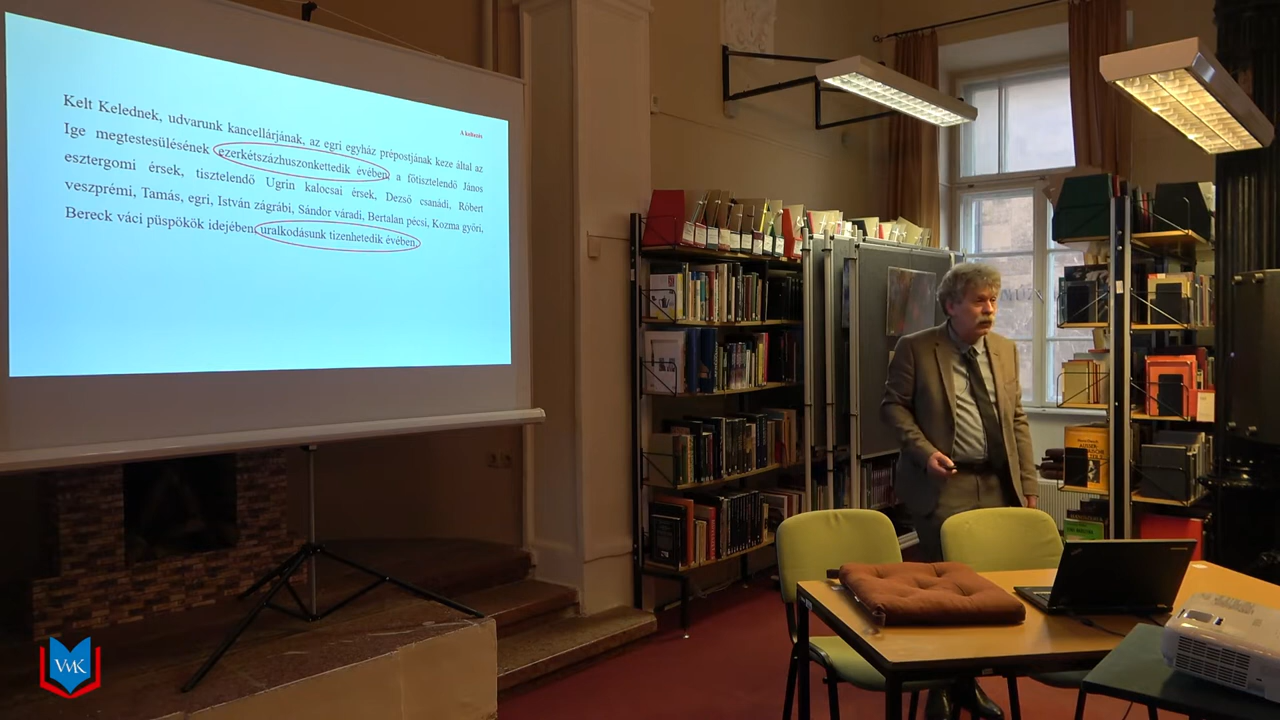 A keltezés
Kelt Kelednek, udvarunk kancellárjának, az egri egyház prépostjának keze által az
Ige megtestesülésének ezerkétszázhuszonkettedik évében a főtisztelendő János
esztergomi érsek, tisztelendő Ugrin kalocsai érsek, Dezső csanádi, Róbert
veszprémi, Tamás, egri, István zágrábi, Sándor váradi, Bertalan pécsi, Kozma győri,
Bereck váci püspökök idejében uralkodásunk tizenhetedik évében.
VMK